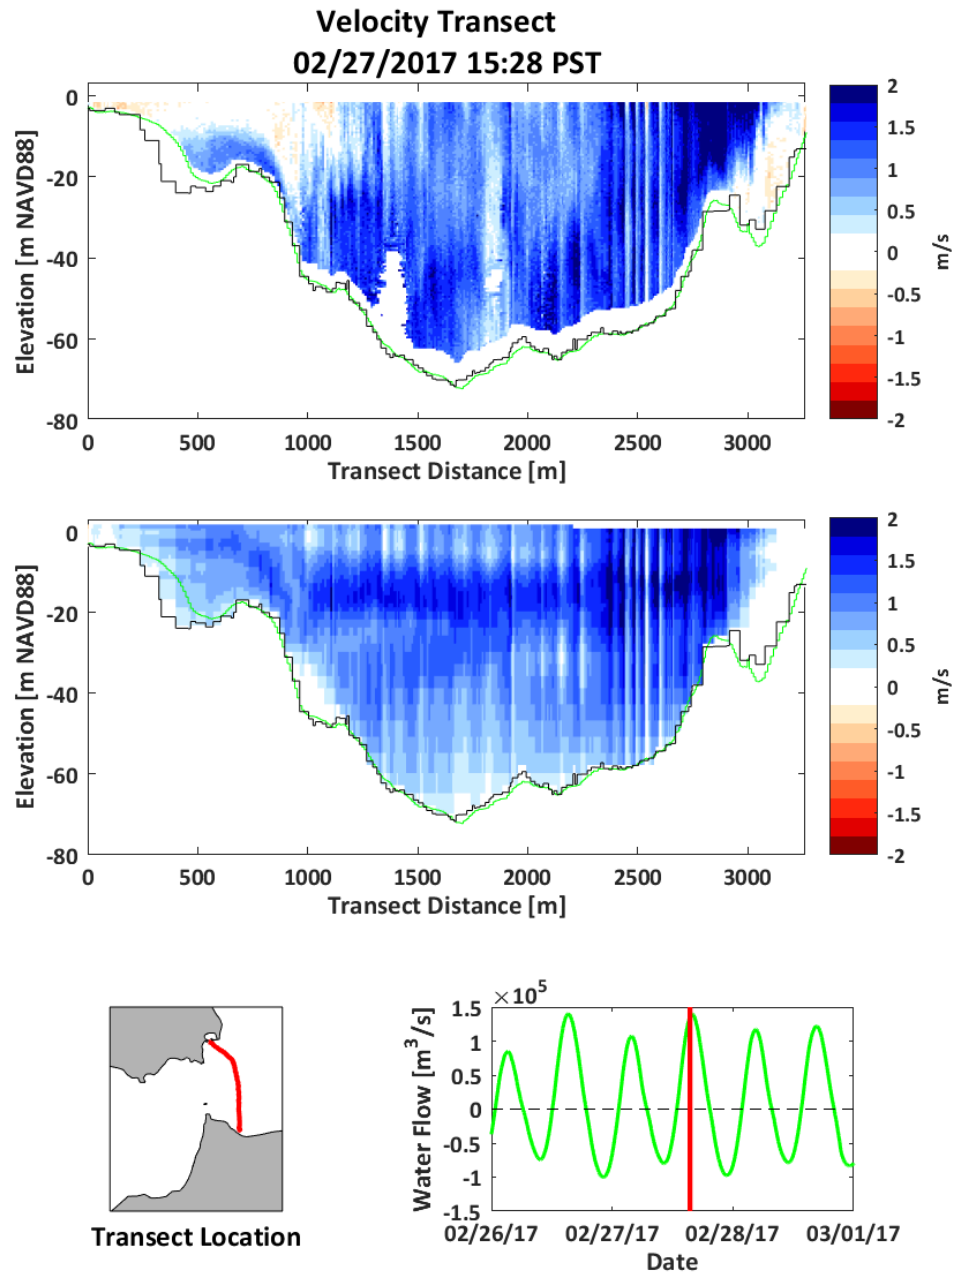 Velocity Transect
02/27/2017 15:28 PST
Elevation [m NAVD88]
0
-20
-40
-60
-80
0 500 1000 1500 2000 2500 3000
Transect Distance [m]
2
1.5
1
0.5
0
-0.5
-1
-1.5
-2
m/s
Elevation [m NAVD88]
0
-20
-40
-60
-80
0 500 1000 1500 2000 2500 3000
Transect Distance [m]
2
1.5
1
0.5
0
-0.5
-1
-1.5
-2
m/s
Transect Location
×10⁵
Water Flow [m³/s]
1.5
1
0.5
0
-0.5
-1
-1.5
02/26/17 02/27/17 02/28/17 03/01/17
Date